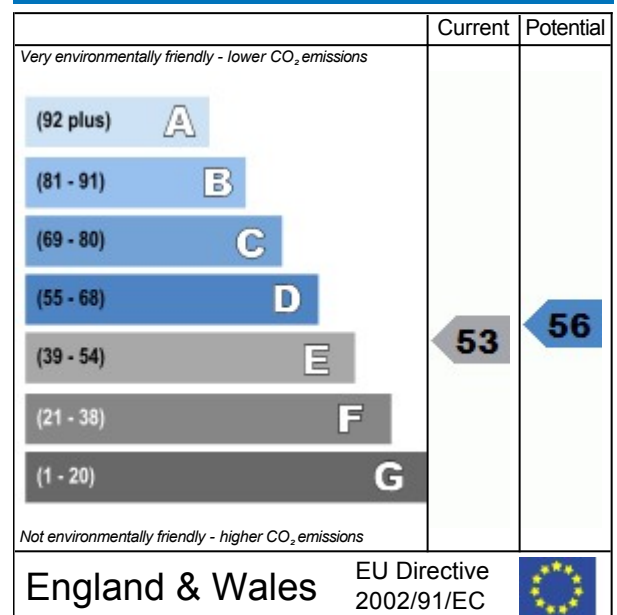 Current Potential
Very environmentally friendly - lower CO₂ emissions
(92 plus) A
(81 - 91) B
(69 - 80) C
(55 - 68) D
(39 - 54) E
(21 - 38) F
(1 - 20) G
53
56
Not environmentally friendly - higher CO₂ emissions
England & Wales
EU Directive
2002/91/EC